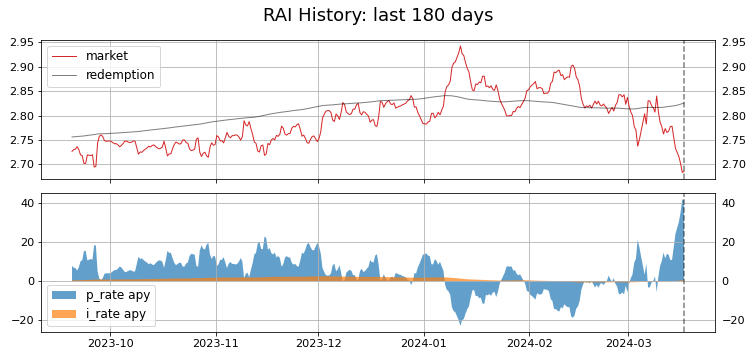 RAI History: last 180 days
2.95 2.95
market
redemption
2.90 2.90
2.85 2.85
2.80 2.80
2.75 2.75
2.70 2.70
40 40
20 20
0 0
p_rate apy
i_rate apy
−20 −20
2023-10 2023-11 2023-12 2024-01 2024-02 2024-03